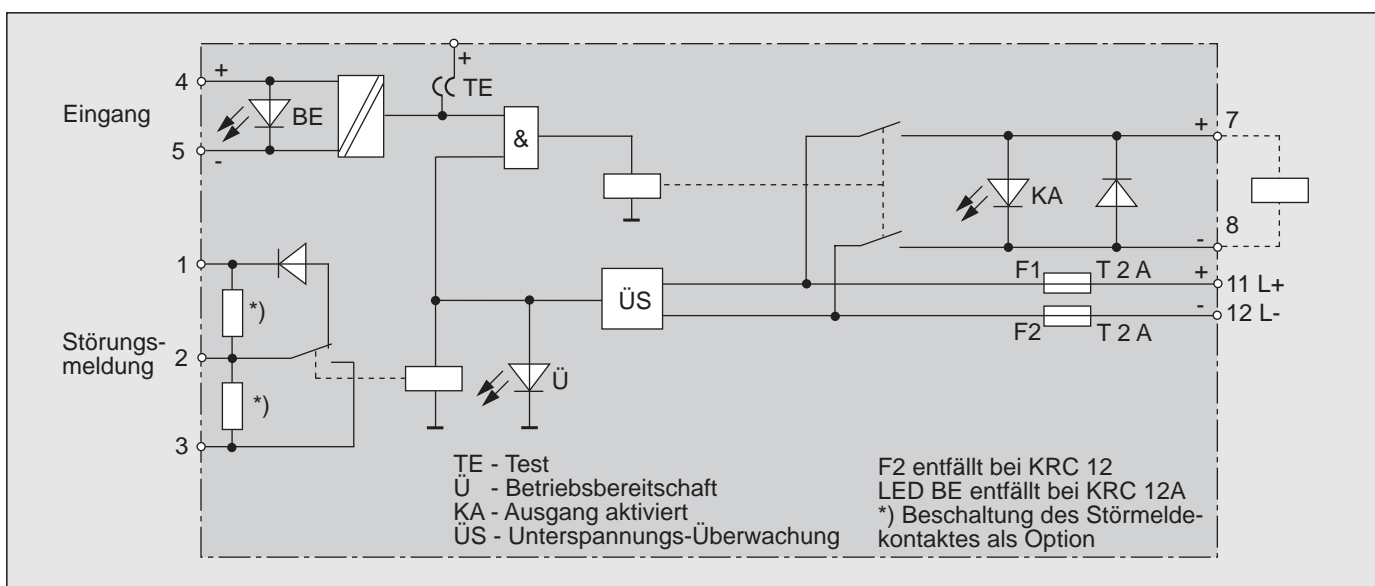 +
TE
4 +
Eingang
BE
5 -
&
+ 7
KA
8
-
1
*)
Störungs-
meldung
2
*)
3
ÜS
F1 T 2 A + 11 L+
- 12 L-
F2 T 2 A
Ü
TE - Test
Ü - Betriebsbereitschaft
KA - Ausgang aktiviert
ÜS - Unterspannungs-Überwachung
F2 entfällt bei KRC 12
LED BE entfällt bei KRC 12A
*) Beschaltung des Störmelde-
kontaktes als Option